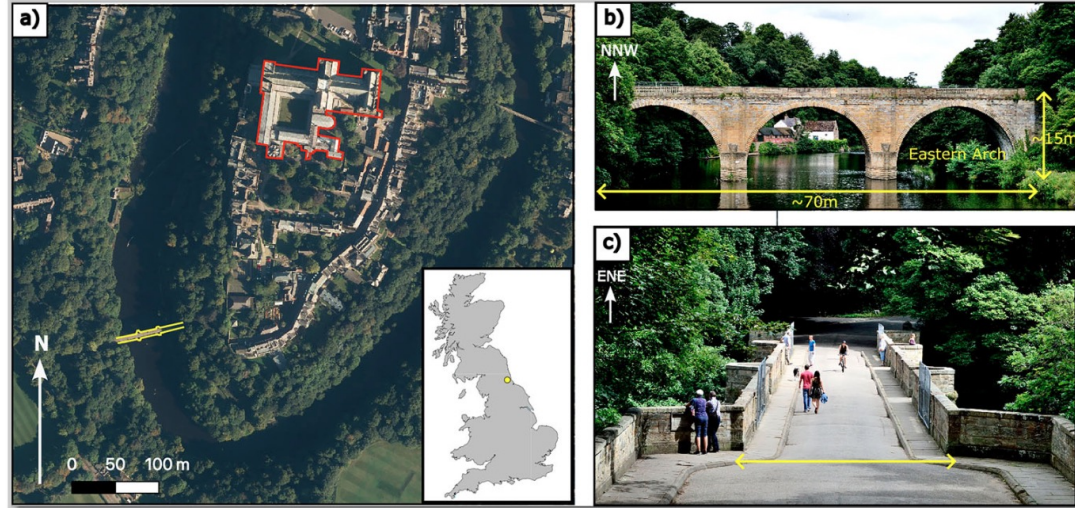 a)
N
0 50 100 m
b)
NNW
Eastern Arch
~15m
~70m
c)
ENE